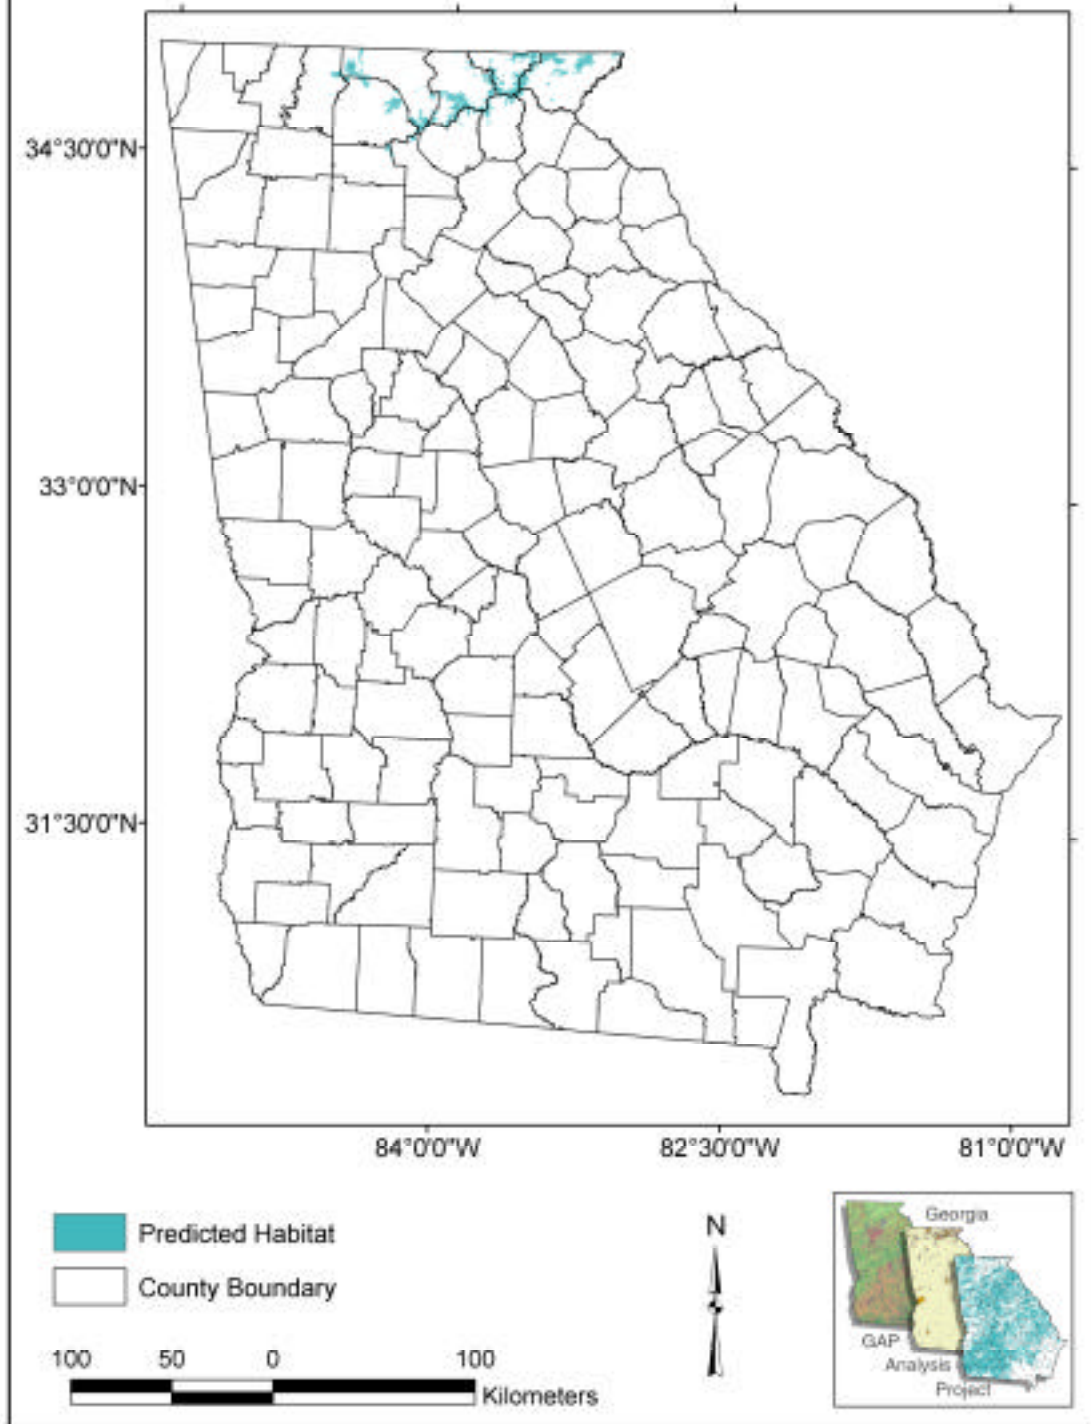 34°30'0"N
33°0'0"N
31°30'0"N
84°0'0"W
82°30'0"W
81°0'0"W
Predicted Habitat
County Boundary
N
100 50 0 100
Kilometers
Georgia
GAP
Analysis
Project